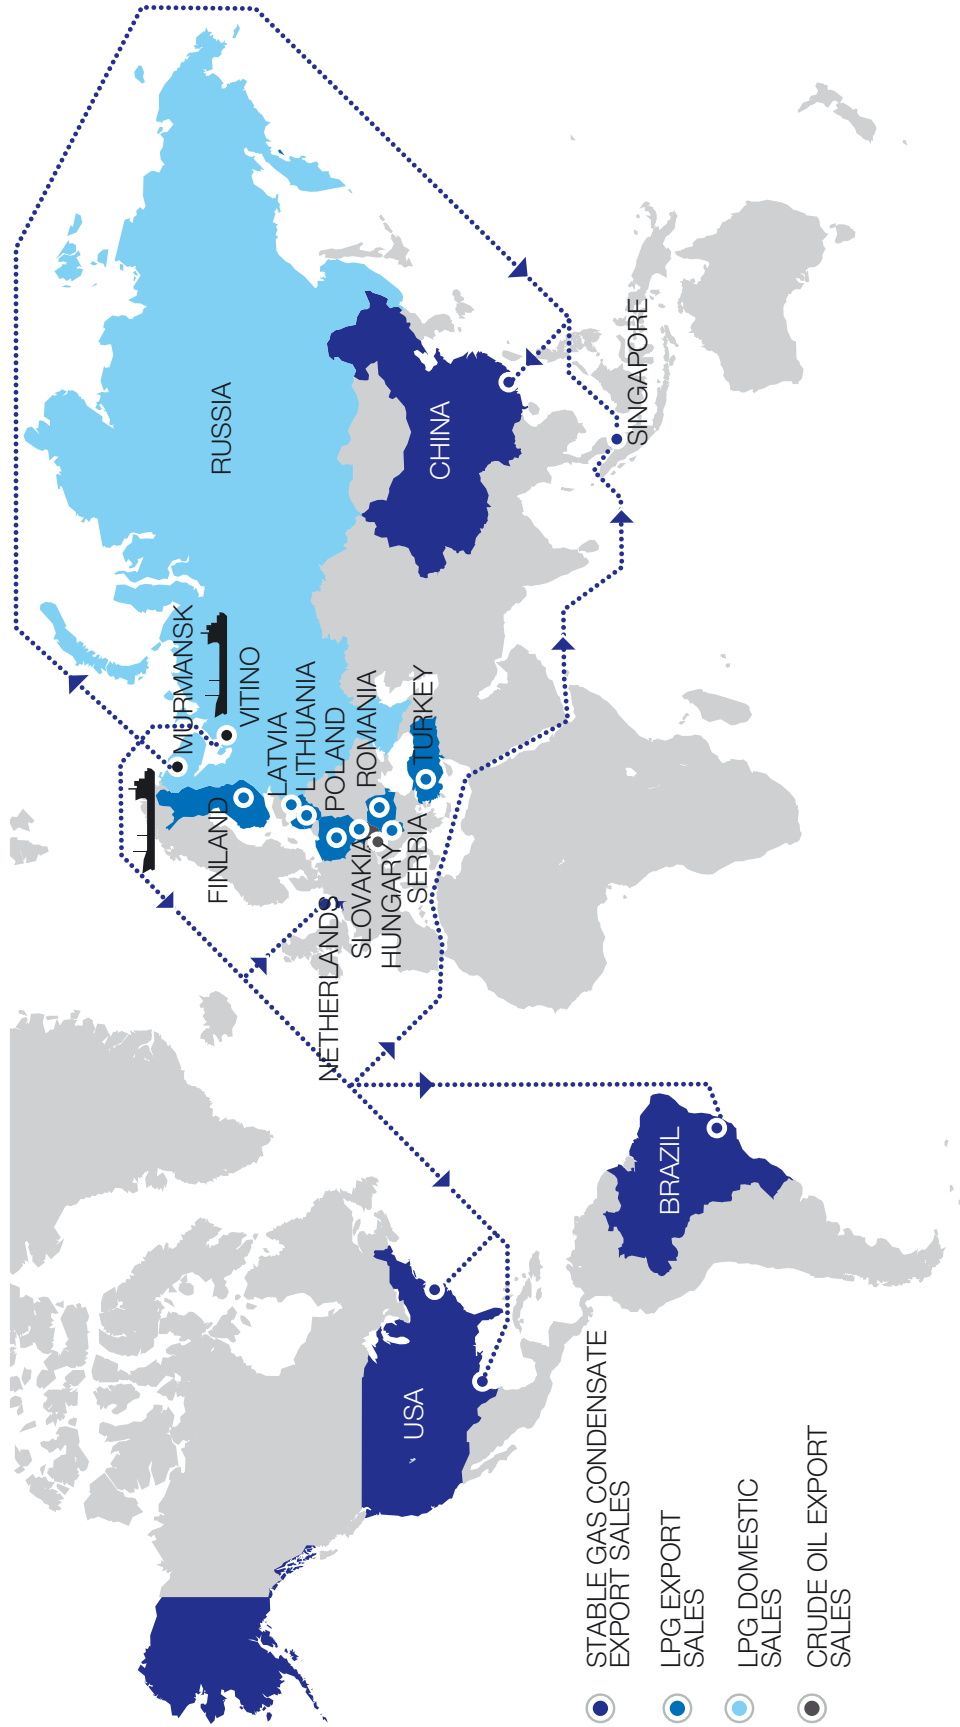 MURMANSK
VITINO
RUSSIA
FINLAND
LATVIA
LITHUANIA
POLAND
NETHERLANDS
SLOVAKIA
ROMANIA
HUNGARY
SERBIA
TURKEY
CHINA
USA
SINGAPORE
BRAZIL
STABLE GAS CONDENSATE
EXPORT SALES
LPG EXPORT
SALES
LPG DOMESTIC
SALES
CRUDE OIL EXPORT
SALES